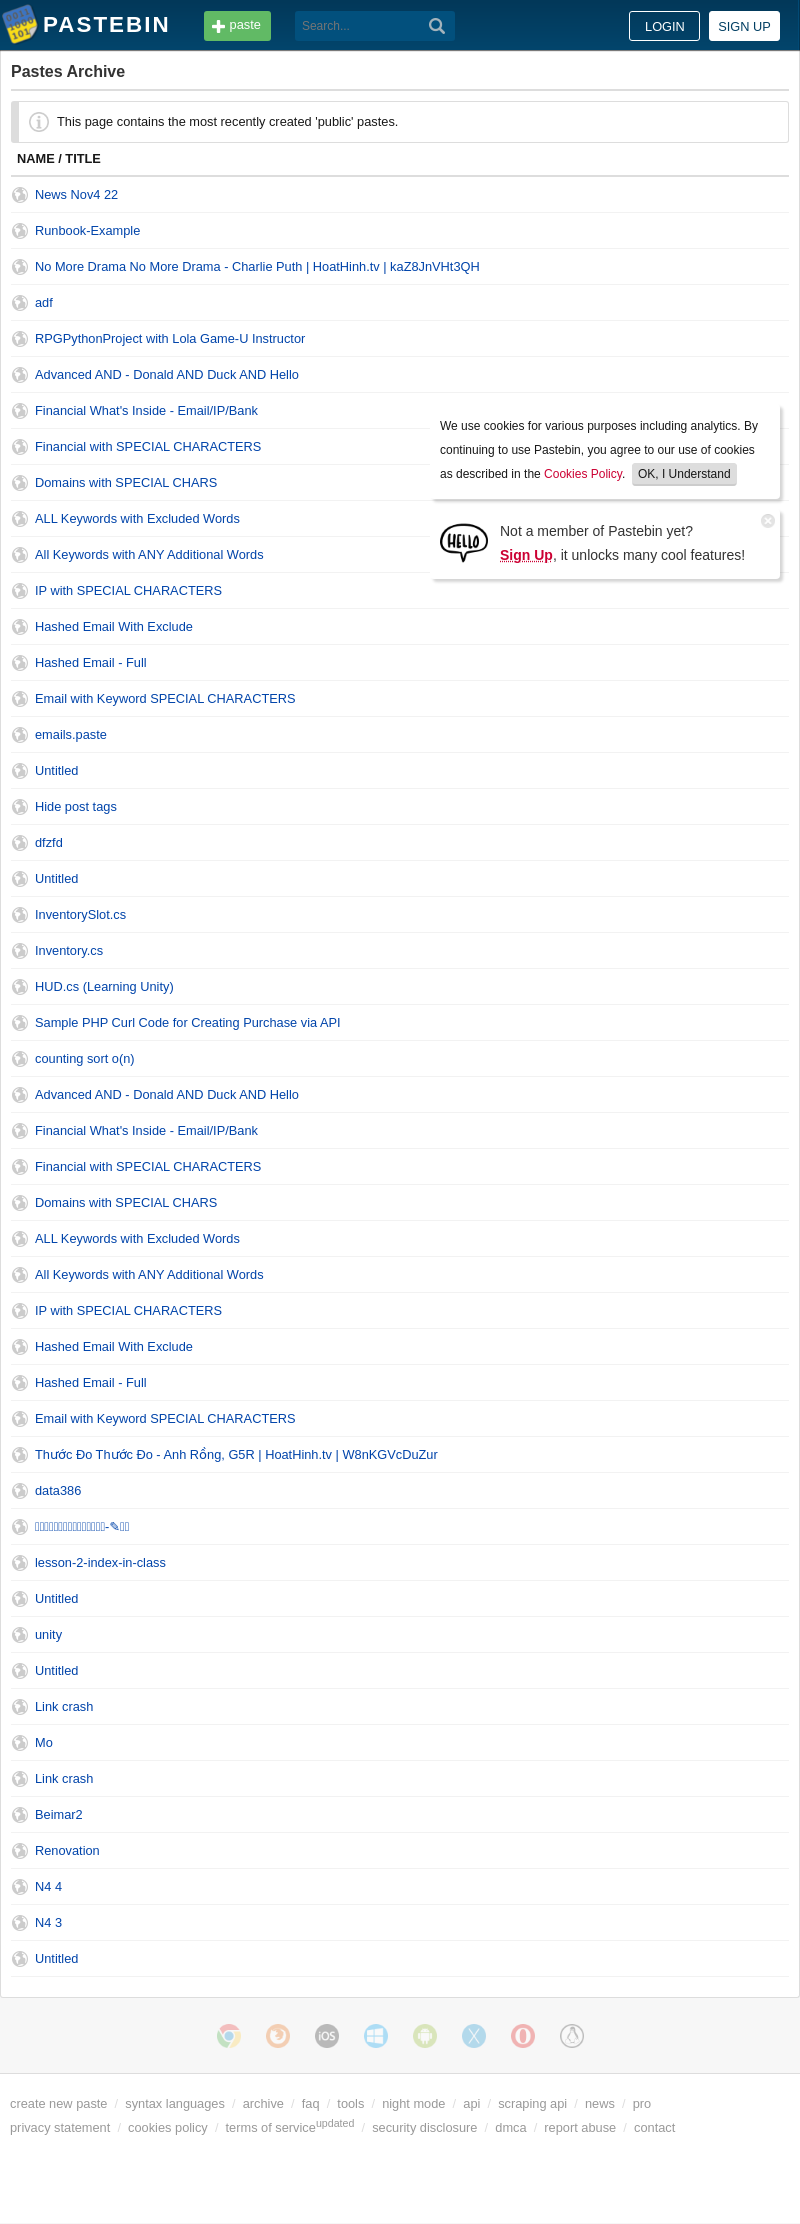 PASTEBIN paste Search... LOGIN SIGN UP
Pastes Archive
This page contains the most recently created 'public' pastes.
NAME / TITLE
News Nov4 22
Runbook-Example
No More Drama No More Drama - Charlie Puth | HoatHinh.tv | kaZ8JnVHt3QH
adf
RPGPythonProject with Lola Game-U Instructor
Advanced AND - Donald AND Duck AND Hello
Financial What's Inside - Email/IP/Bank
Financial with SPECIAL CHARACTERS
Domains with SPECIAL CHARS
ALL Keywords with Excluded Words
All Keywords with ANY Additional Words
IP with SPECIAL CHARACTERS
We use cookies for various purposes including analytics. By
continuing to use Pastebin, you agree to our use of cookies
as described in the Cookies Policy. OK, I Understand
HELLO
Not a member of Pastebin yet?
Sign Up, it unlocks many cool features!
Hashed Email With Exclude
Hashed Email - Full
Email with Keyword SPECIAL CHARACTERS
emails.paste
Untitled
Hide post tags
dfzfd
Untitled
InventorySlot.cs
Inventory.cs
HUD.cs (Learning Unity)
Sample PHP Curl Code for Creating Purchase via API
counting sort o(n)
Advanced AND - Donald AND Duck AND Hello
Financial What's Inside - Email/IP/Bank
Financial with SPECIAL CHARACTERS
Domains with SPECIAL CHARS
ALL Keywords with Excluded Words
All Keywords with ANY Additional Words
IP with SPECIAL CHARACTERS
Hashed Email With Exclude
Hashed Email - Full
Email with Keyword SPECIAL CHARACTERS
Thước Đo Thước Đo - Anh Rồng, G5R | HoatHinh.tv | W8nKGVcDuZur
data386
-✎
lesson-2-index-in-class
Untitled
unity
Untitled
Link crash
Mo
Link crash
Beimar2
Renovation
N4 4
N4 3
Untitled
iOS
create new paste / syntax languages / archive / faq / tools / night mode / api / scraping api / news / pro
privacy statement / cookies policy / terms of service updated / security disclosure / dmca / report abuse / contact